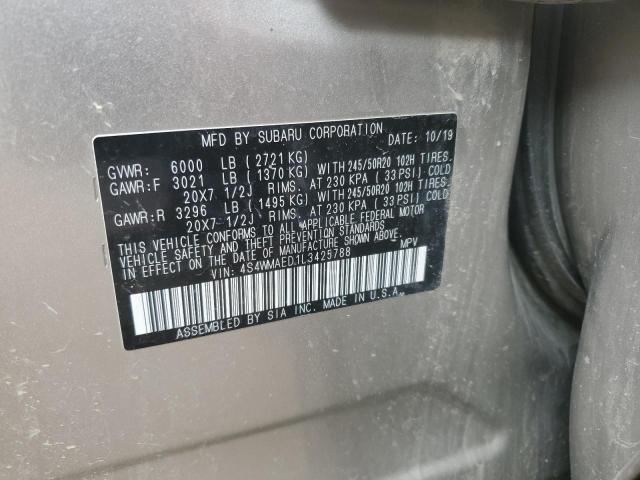 MFD BY SUBARU CORPORATION DATE: 10/19
GVWR: 6000 LB (2721 KG)
GAWR:F 3021 LB (1370 KG) WITH 245/50R20 102H TIRES.
20X7 1/2J RIMS. AT 230 KPA (33 PSI) COLD
GAWR:R 3296 LB (1495 KG) WITH 245/50R20 102H TIRES.
20X7 1/2J RIMS. AT 230 KPA (33 PSI) COLD
THIS VEHICLE CONFORMS TO ALL APPLICABLE FEDERAL MOTOR
VEHICLE SAFETY STANDARDS
IN EFFECT ON THE DATE OF MANUFACTURE SHOWN ABOVE.
VIN: 4S4WMAED1L3425788 MPV
ASSEMBLED BY SIA INC. MADE IN U.S.A.